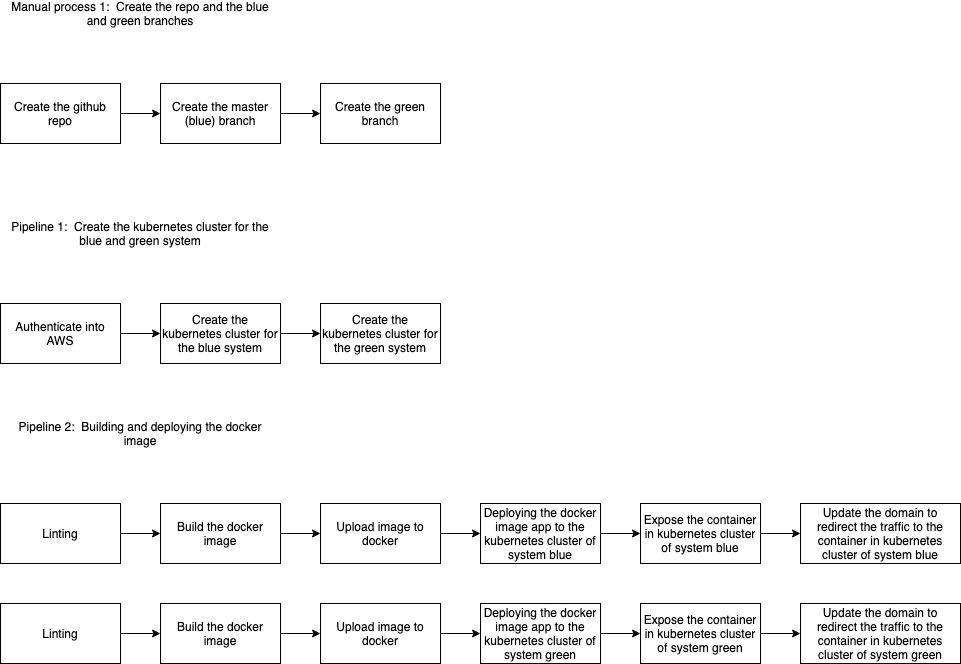 Manual process 1:  Create the repo and the blue
and green branches
Create the github
repo
Create the master
(blue) branch
Create the green
branch
Pipeline 1:  Create the kubernetes cluster for the
blue and green system
Authenticate into
AWS
Create the
kubernetes cluster for
the blue system
Create the
kubernetes cluster for
the green system
Pipeline 2:  Building and deploying the docker
image
Linting
Build the docker
image
Upload image to
docker
Deploying the docker
image app to the
kubernetes cluster of
system blue
Expose the container
in kubernetes cluster
of system blue
Update the domain to
redirect the traffic to the
container in kubernetes
cluster of system blue
Linting
Build the docker
image
Upload image to
docker
Deploying the docker
image app to the
kubernetes cluster of
system green
Expose the container
in kubernetes cluster
of system green
Update the domain to
redirect the traffic to the
container in kubernetes
cluster of system green